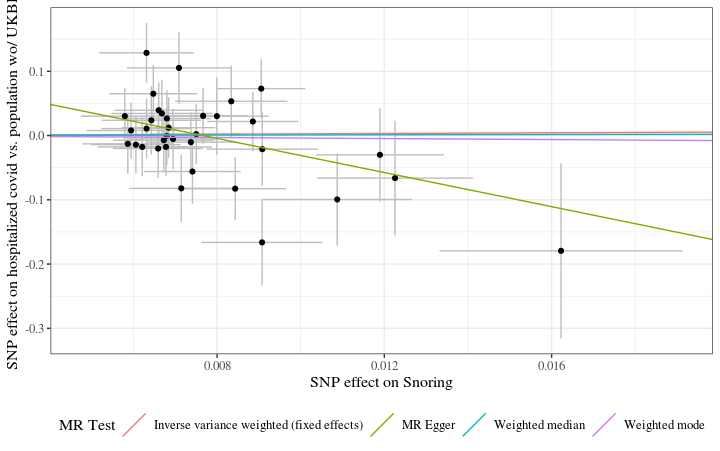 SNP effect on hospitalized covid vs. population wo/ UKBI
0.1
0.0
-0.1
-0.2
-0.3
0.008
0.012
0.016
SNP effect on Snoring
MR Test
Inverse variance weighted (fixed effects)
MR Egger
Weighted median
Weighted mode